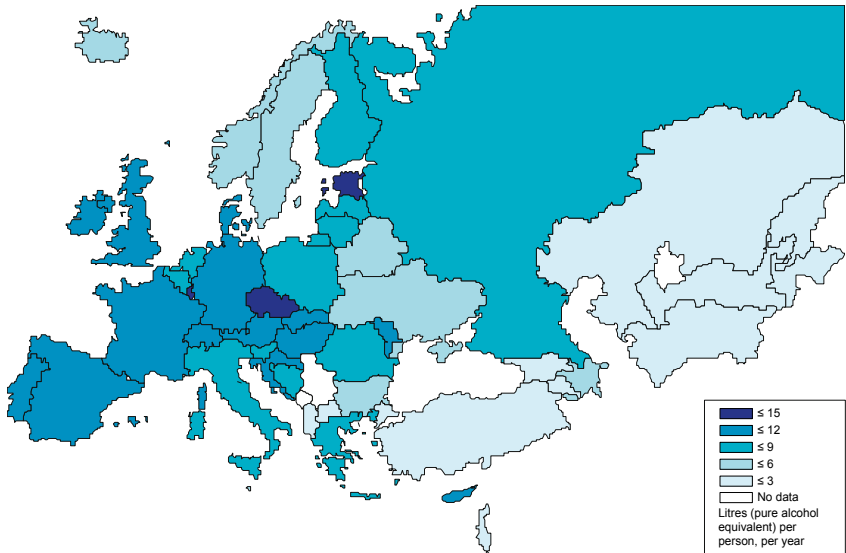 ≤ 15
≤ 12
≤ 9
≤ 6
≤ 3
No data
Litres (pure alcohol
equivalent) per
person, per year